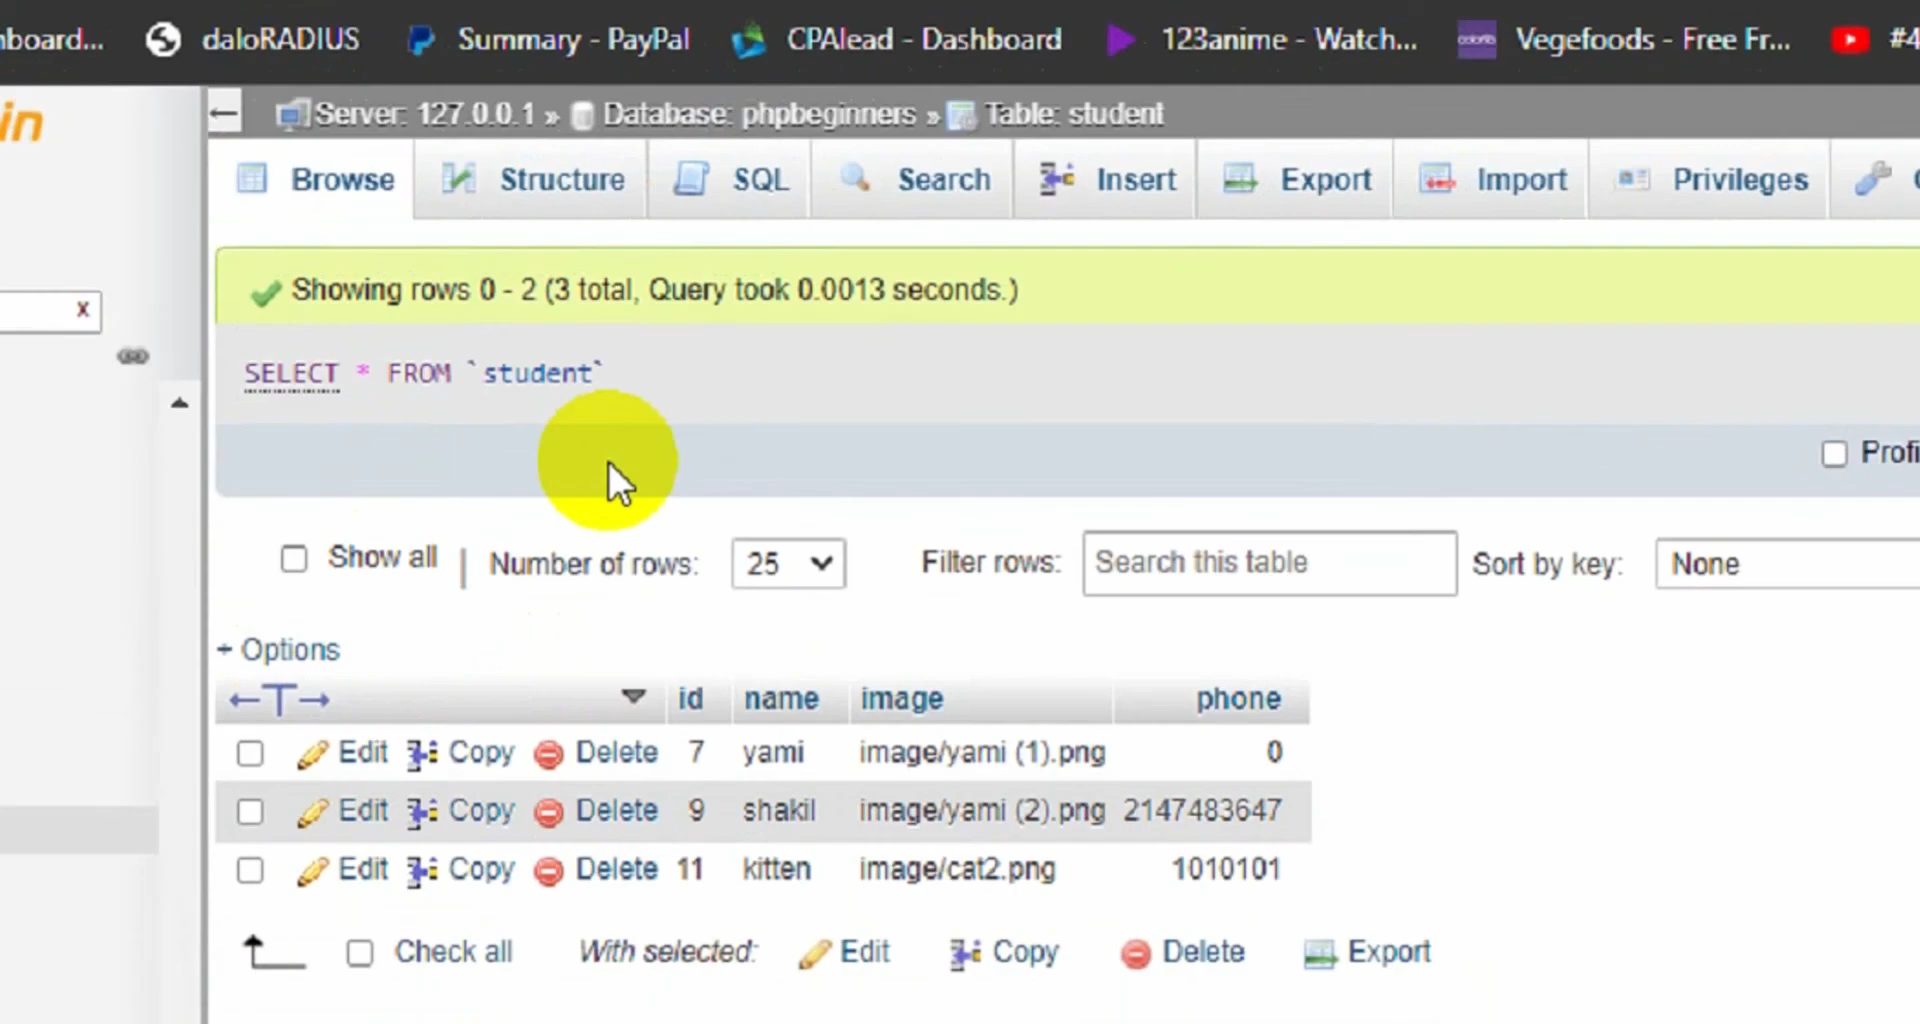 board... daloRADIUS Summary - PayPal CPAlead - Dashboard 123anime - Watch... Vegefoods - Free Fr... #4
in
Server: 127.0.0.1 » Database: phpbeginners » Table: student
Browse Structure SQL Search Insert Export Import Privileges
Showing rows 0 - 2 (3 total, Query took 0.0013 seconds.)
x
SELECT * FROM `student`
Profi
Show all | Number of rows: 25 Filter rows: Search this table Sort by key: None
+ Options
←T→ id name image phone
Edit Copy Delete 7 yami image/yami (1).png 0
Edit Copy Delete 9 shakil image/yami (2).png 2147483647
Edit Copy Delete 11 kitten image/cat2.png 1010101
Check all With selected: Edit Copy Delete Export